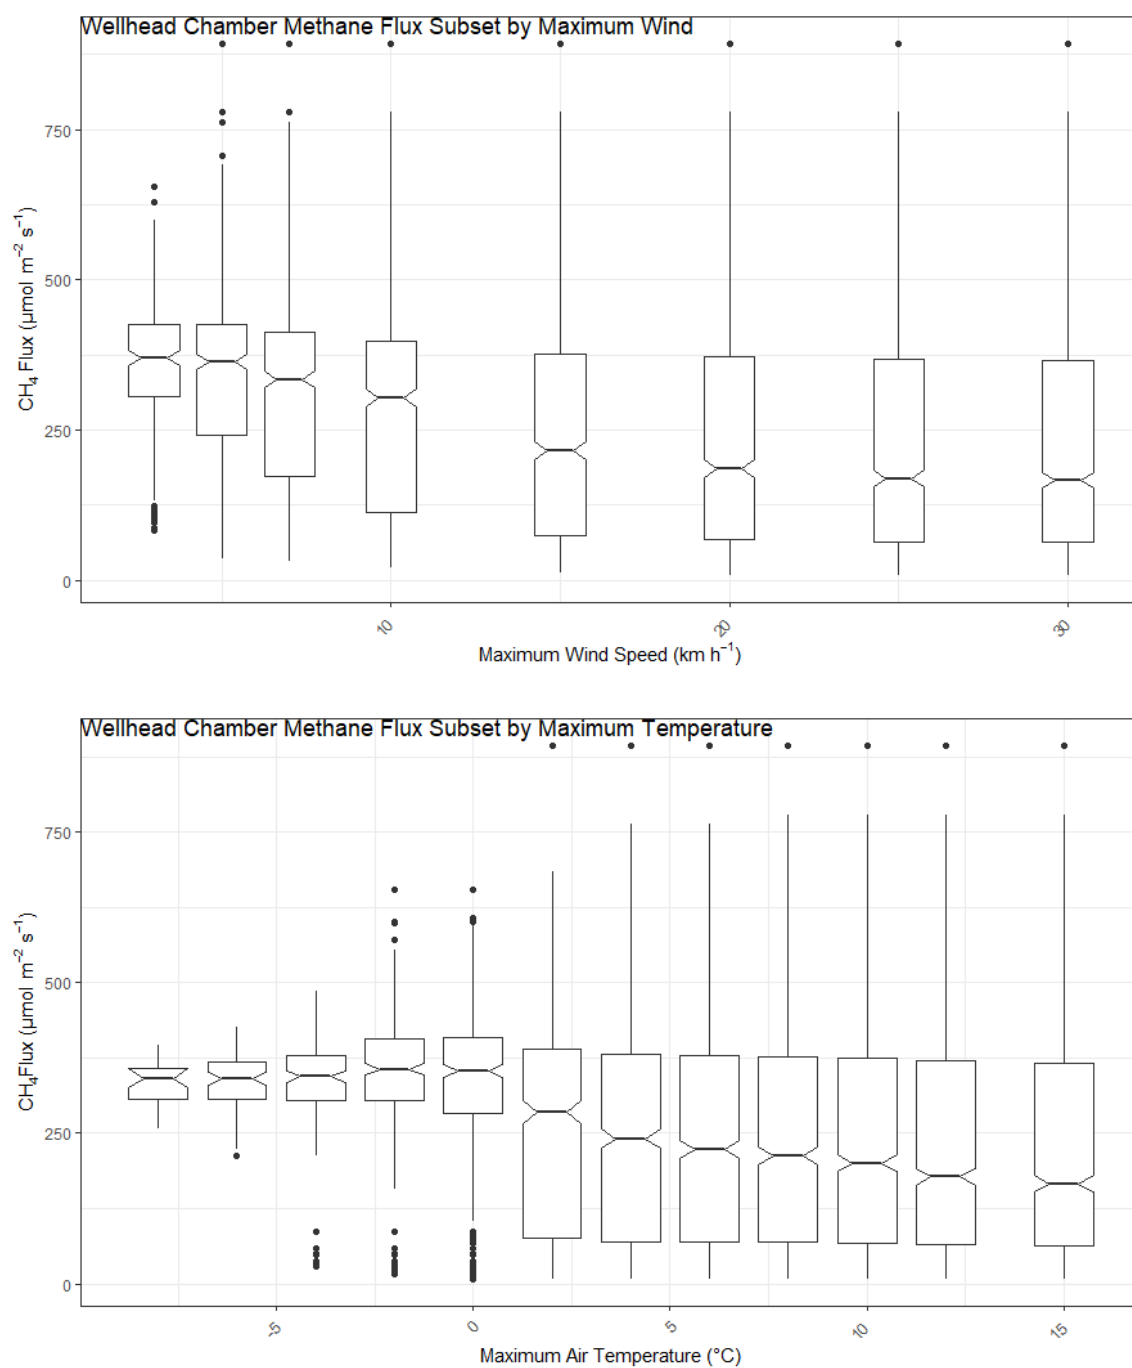 Wellhead Chamber Methane Flux Subset by Maximum Wind
CH₄ Flux (µmol m⁻² s⁻¹)
750
500
250
0
10
20
30
Maximum Wind Speed (km h⁻¹)
Wellhead Chamber Methane Flux Subset by Maximum Temperature
CH₄Flux (µmol m⁻² s⁻¹)
750
500
250
0
-5
0
5
10
15
Maximum Air Temperature (°C)